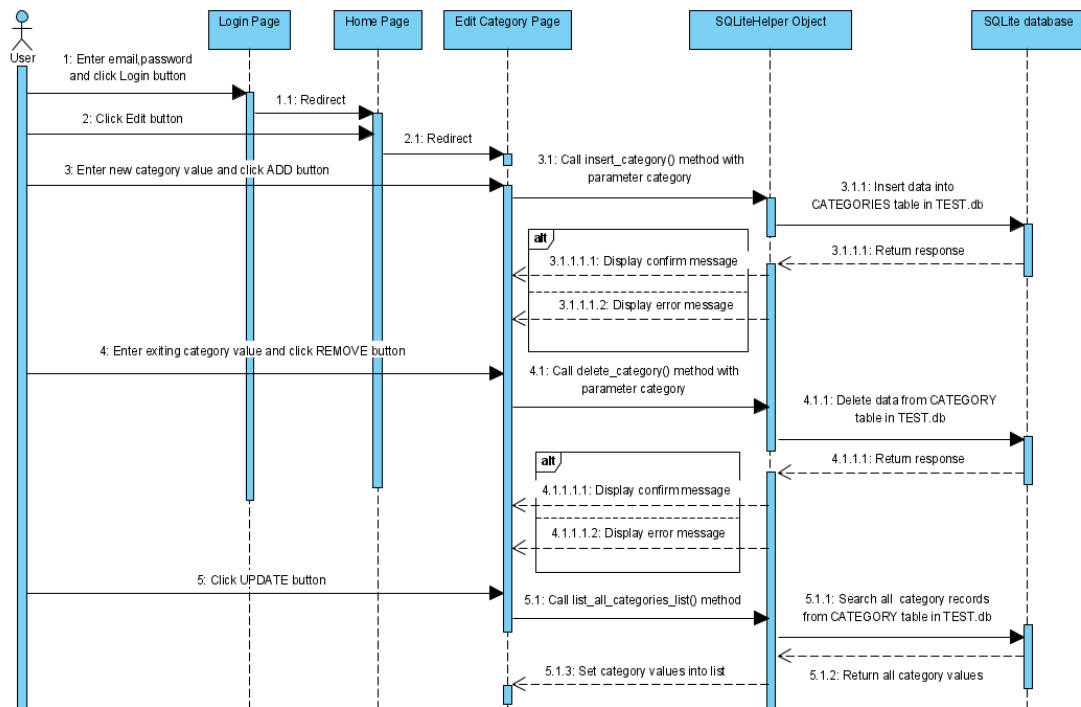 Login Page
Home Page
Edit Category Page
SQLiteHelper Object
SQLite database
User
1: Enter email,password
and click Login button
1.1: Redirect
2: Click Edit button
2.1: Redirect
3: Enter new category value and click ADD button
3.1: Call insert_category() method with
parameter category
3.1.1: Insert data into
CATEGORIES table in TEST.db
alt
3.1.1.1: Return response
3.1.1.1.1: Display confirm message
3.1.1.1.2: Display error message
4: Enter exiting category value and click REMOVE button
4.1: Call delete_category() method with
parameter category
4.1.1: Delete data from CATEGORY
table in TEST.db
alt
4.1.1.1: Return response
4.1.1.1.1: Display confirm message
4.1.1.1.2: Display error message
5: Click UPDATE button
5.1: Call list_all_categories_list() method
5.1.1: Search all category records
from CATEGORY table in TEST.db
5.1.3: Set category values into list
5.1.2: Return all category values